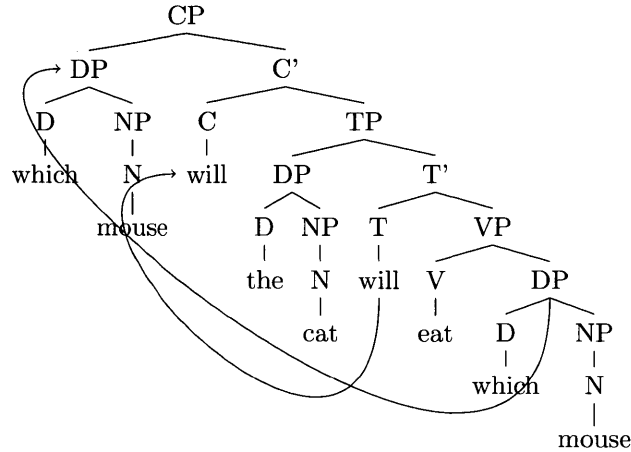 CP
DP C'
D NP C TP
which N will DP T'
mouse D NP T VP
the N will V DP
cat eat D NP
which N
mouse